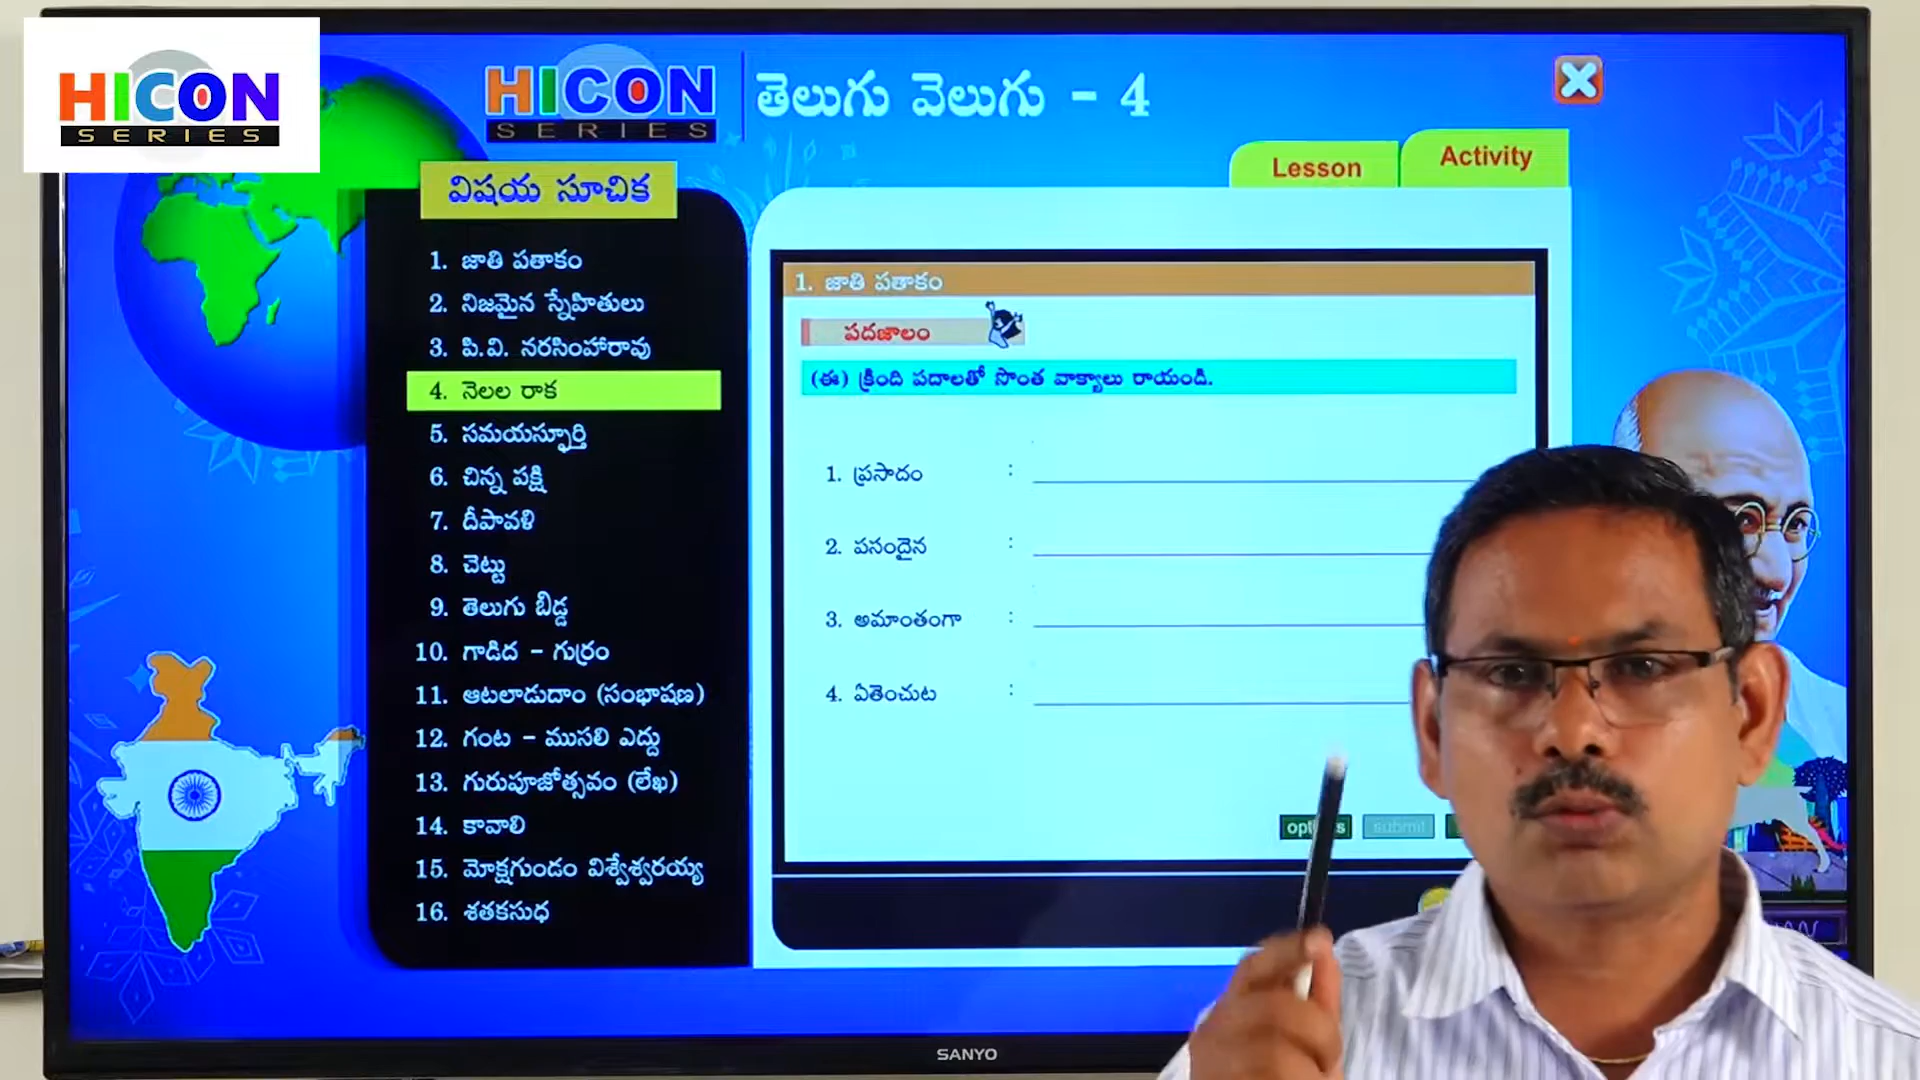 HICON
SERIES
HICON
SERIES
తెలుగు వెలుగు - 4
Lesson
Activity
విషయ సూచిక
1. జాతి పతాకం
2. నిజమైన స్నేహితులు
3. పి.వి. నరసింహారావు
4. నెలల రాక
5. సమయస్ఫూర్తి
6. చిన్న పక్షి
7. దీపావళి
8. చెట్టు
9. తెలుగు బిడ్డ
10. గాడిద - గుర్రం
11. ఆటలాడుదాం (సంభాషణ)
12. గంట - ముసలి ఎద్దు
13. గురుపూజోత్సవం (లేఖ)
14. కావాలి
15. మోక్షగుండం విశ్వేశ్వరయ్య
16. శతకసుధ
1. జాతి పతాకం
పదజాలం
(ఈ) క్రింది పదాలతో సొంత వాక్యాలు రాయండి.
1. ప్రసాదం :
2. పసందైన :
3. అమాంతంగా :
4. ఏతెంచుట :
submit
SANYO